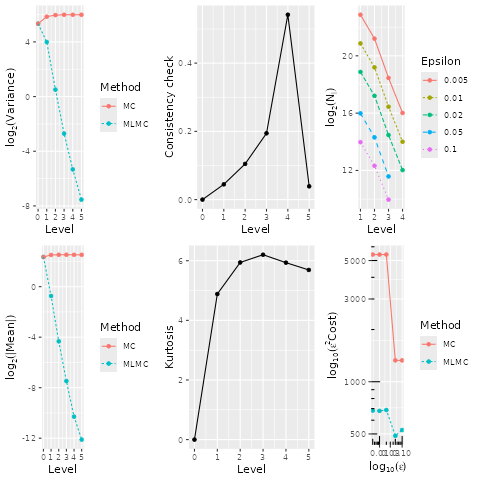 log2(Variance)
4
0
-4
-8
0 1 2 3 4 5
Level
Method
MC
MLMC
Consistency check
0.4
0.2
0.0
0 1 2 3 4 5
Level
log2(Nl)
1 2 3 4
Level
Epsilon
0.005
0.01
0.02
0.05
0.1
log2(|Mean|)
0
-4
-8
-12
0 1 2 3 4 5
Level
Method
MC
MLMC
Kurtosis
6
4
2
0
0 1 2 3 4 5
Level
log10(ε2Cost)
5000
3000
1000
500
log10(ε)
Method
MC
MLMC